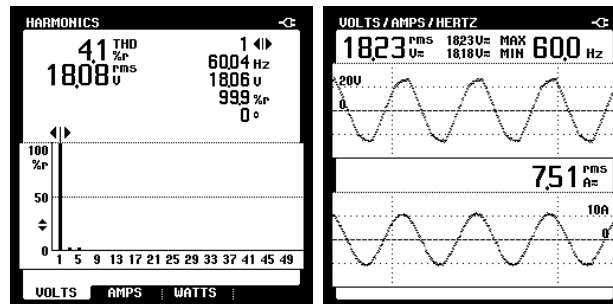 HARMONICS
4.1 THD %r
18.08 rms V
1
60.04 Hz
18.06 V
99.9 %r
0 °
100
%r
50
0
1 5 9 13 17 21 25 29 33 37 41 45 49
VOLTS AMPS WATTS
VOLTS/AMPS/HERTZ
18.23 rms V≂ 18.23 V≂ MAX 60.0 Hz
18.18 V≂ MIN
20V
0
7.51 rms A≂
10A
0